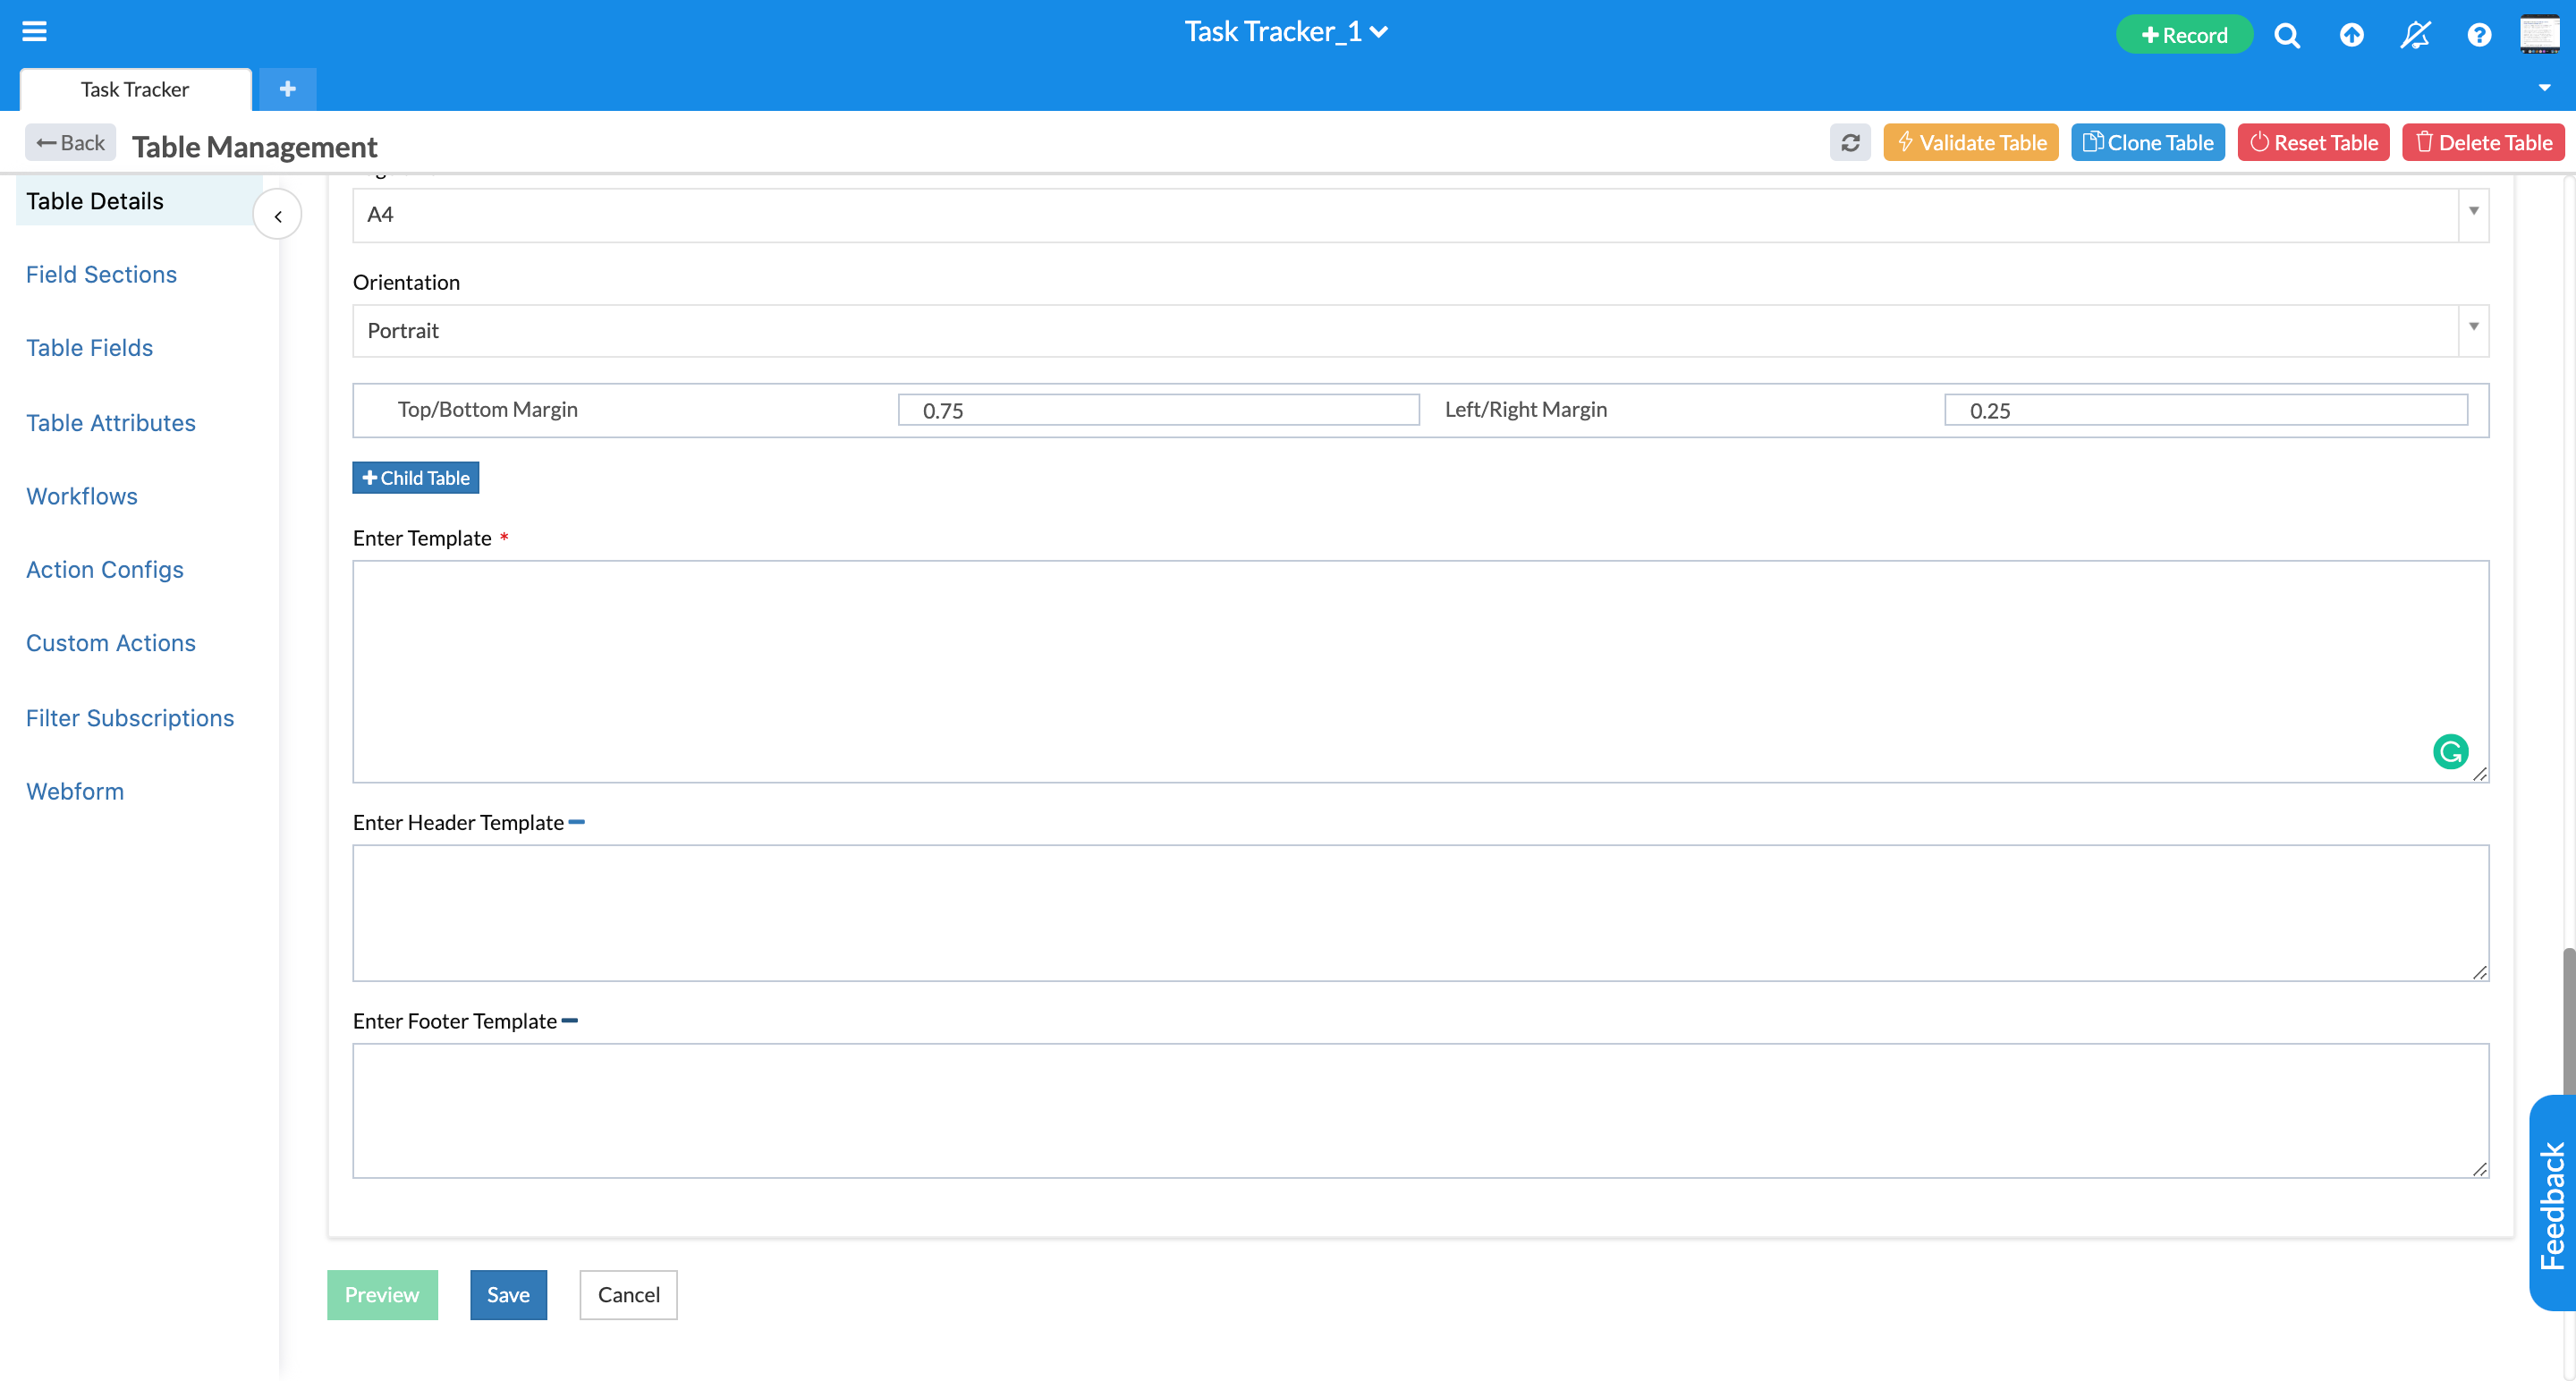 Task Tracker_1
Record
Task Tracker
+
Back
Table Management
Validate Table
Clone Table
Reset Table
Delete Table
Table Details
Field Sections
Table Fields
Table Attributes
Workflows
Action Configs
Custom Actions
Filter Subscriptions
Webform
A4
Orientation
Portrait
Top/Bottom Margin
0.75
Left/Right Margin
0.25
+ Child Table
Enter Template *
Enter Header Template
Enter Footer Template
Preview
Save
Cancel
Feedback